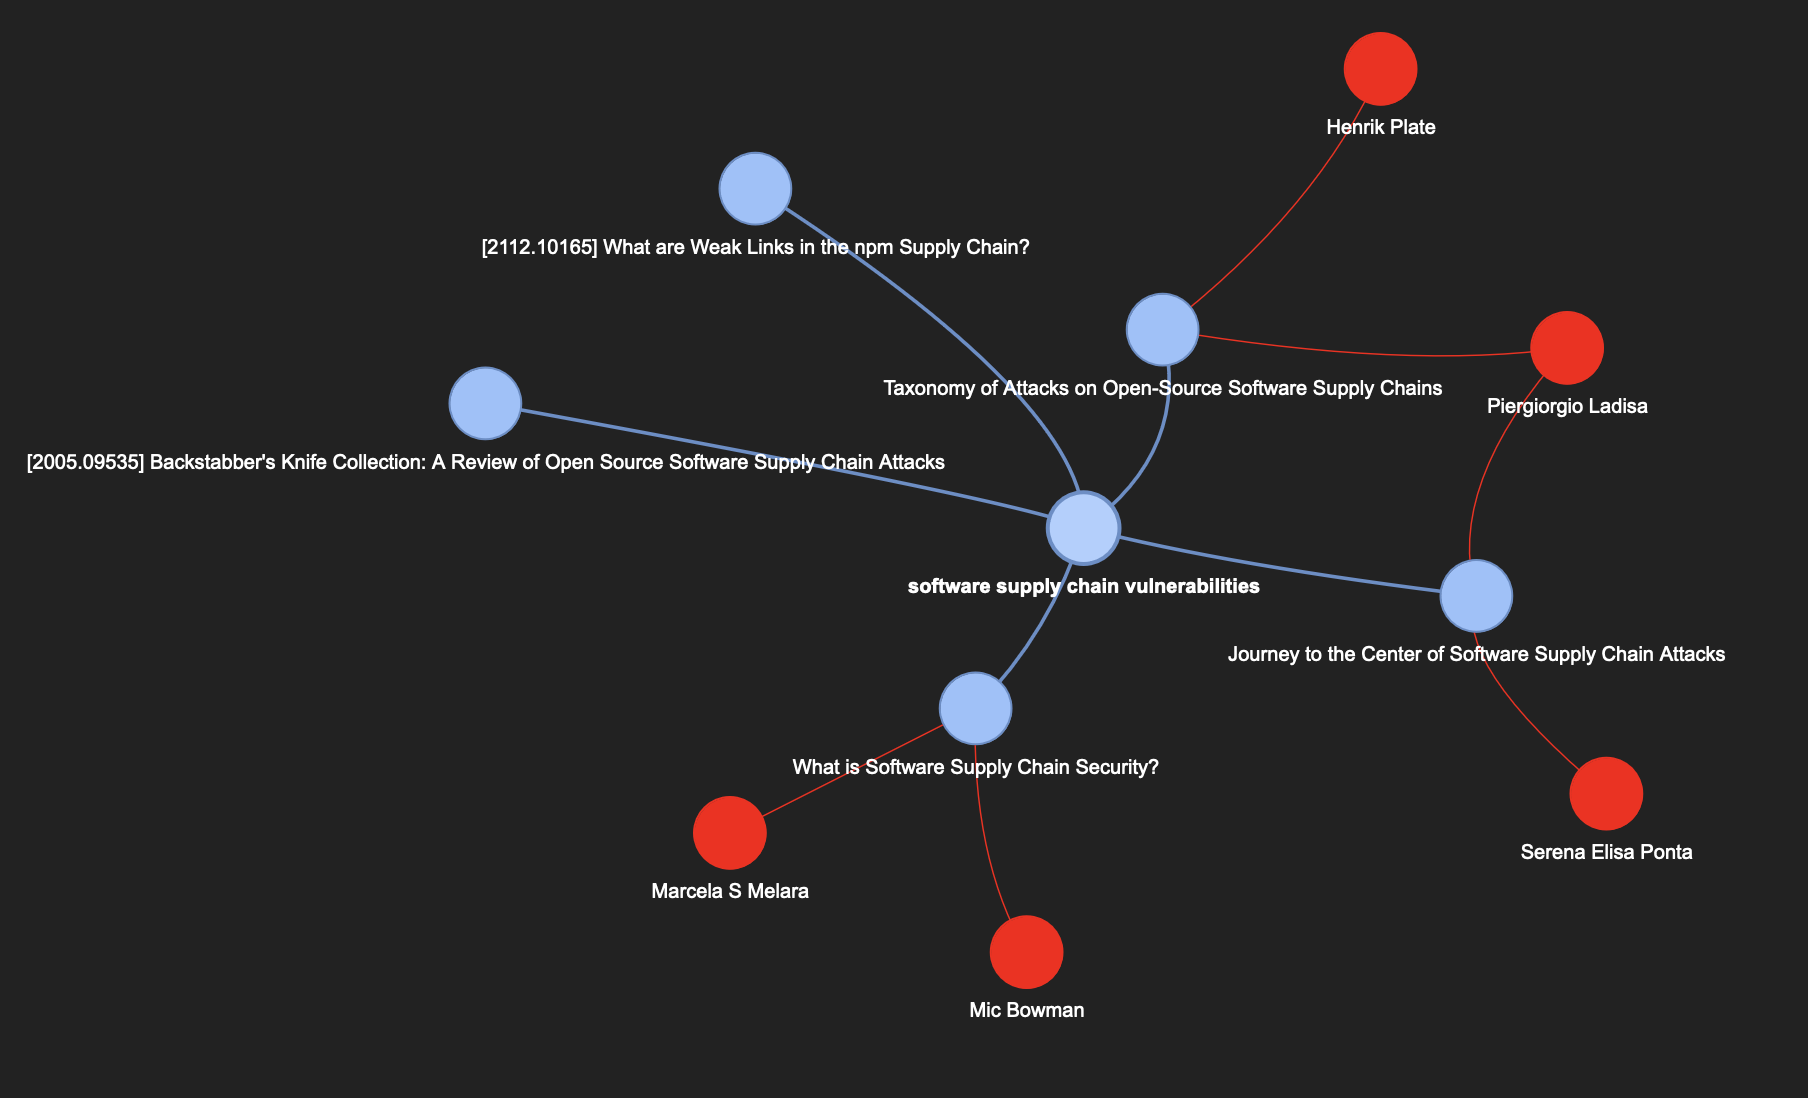 Henrik Plate
[2112.10165] What are Weak Links in the npm Supply Chain?
Taxonomy of Attacks on Open-Source Software Supply Chains
Piergiorgio Ladisa
[2005.09535] Backstabber's Knife Collection: A Review of Open Source Software Supply Chain Attacks
software supply chain vulnerabilities
Journey to the Center of Software Supply Chain Attacks
What is Software Supply Chain Security?
Serena Elisa Ponta
Marcela S Melara
Mic Bowman